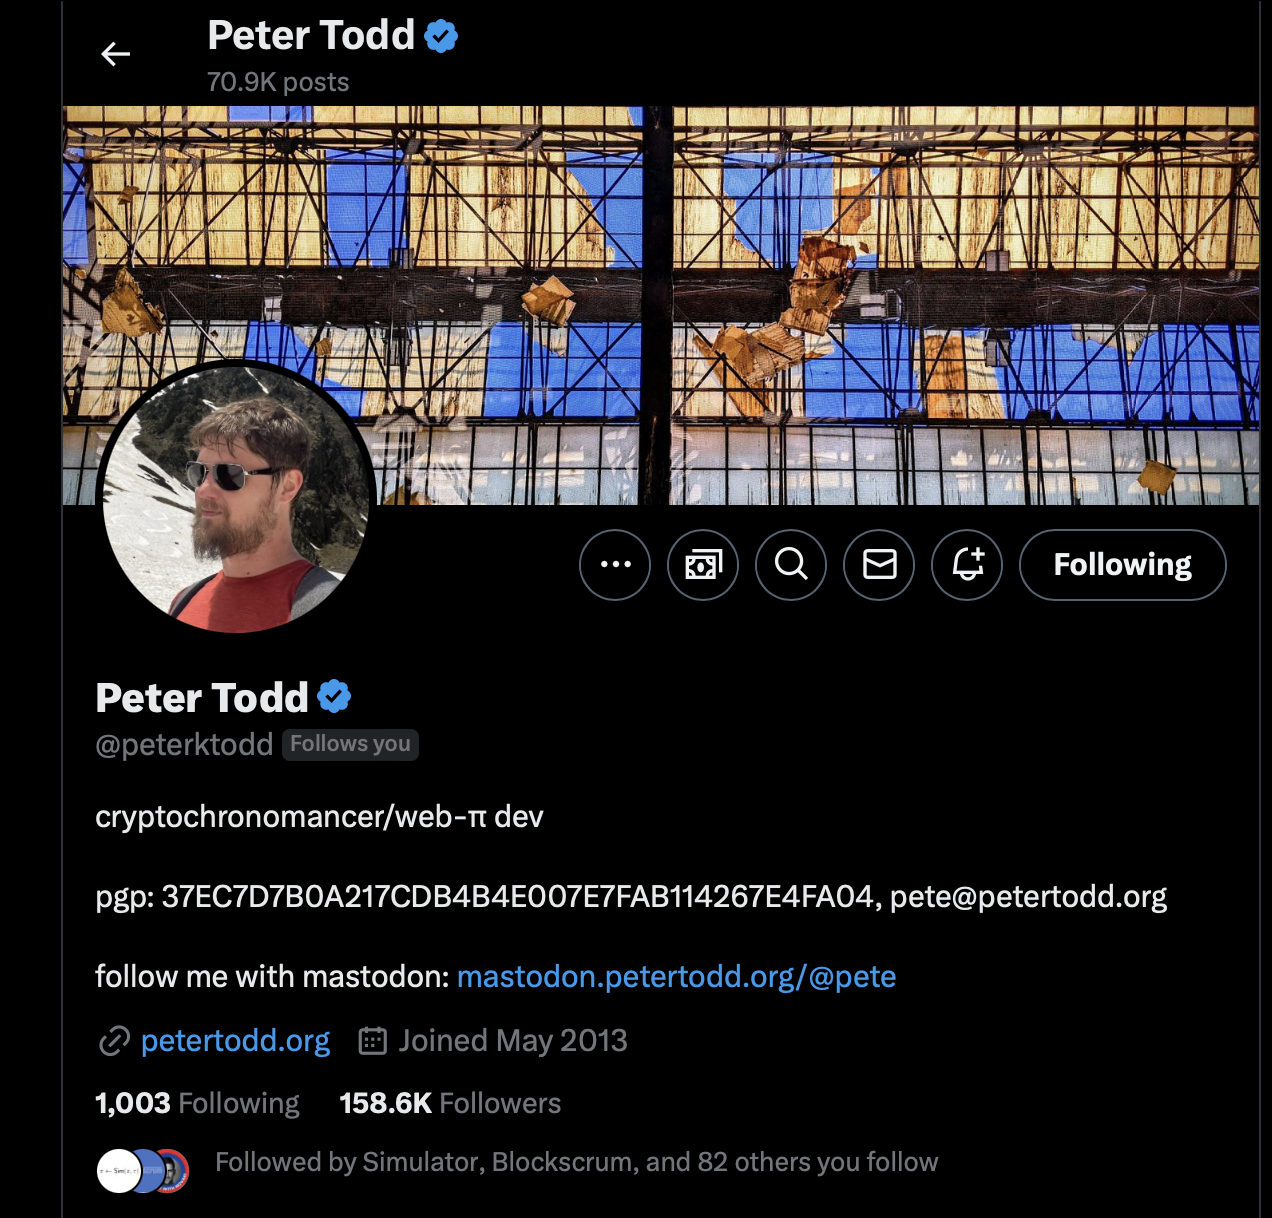 Peter Todd
70.9K posts
Following
Peter Todd
@peterktodd Follows you
cryptochronomancer/web-π dev
pgp: 37EC7D7B0A217CDB4B4E007E7FAB114267E4FA04, pete@petertodd.org
follow me with mastodon: mastodon.petertodd.org/@pete
petertodd.org Joined May 2013
1,003 Following 158.6K Followers
Followed by Simulator, Blockscrum, and 82 others you follow